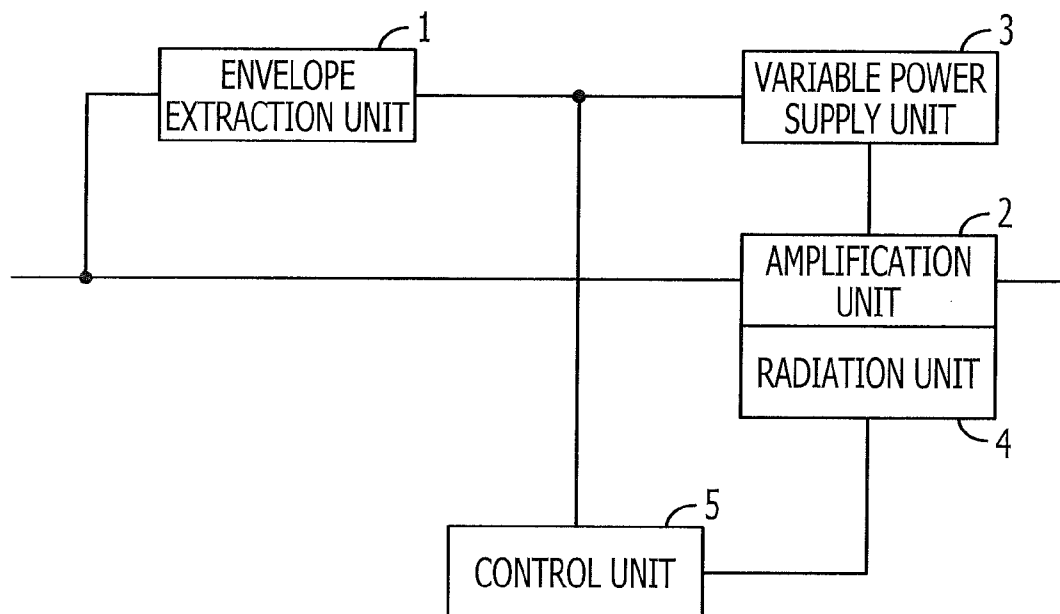 1
ENVELOPE
EXTRACTION UNIT
3
VARIABLE POWER
SUPPLY UNIT
2
AMPLIFICATION
UNIT
RADIATION UNIT
4
5
CONTROL UNIT